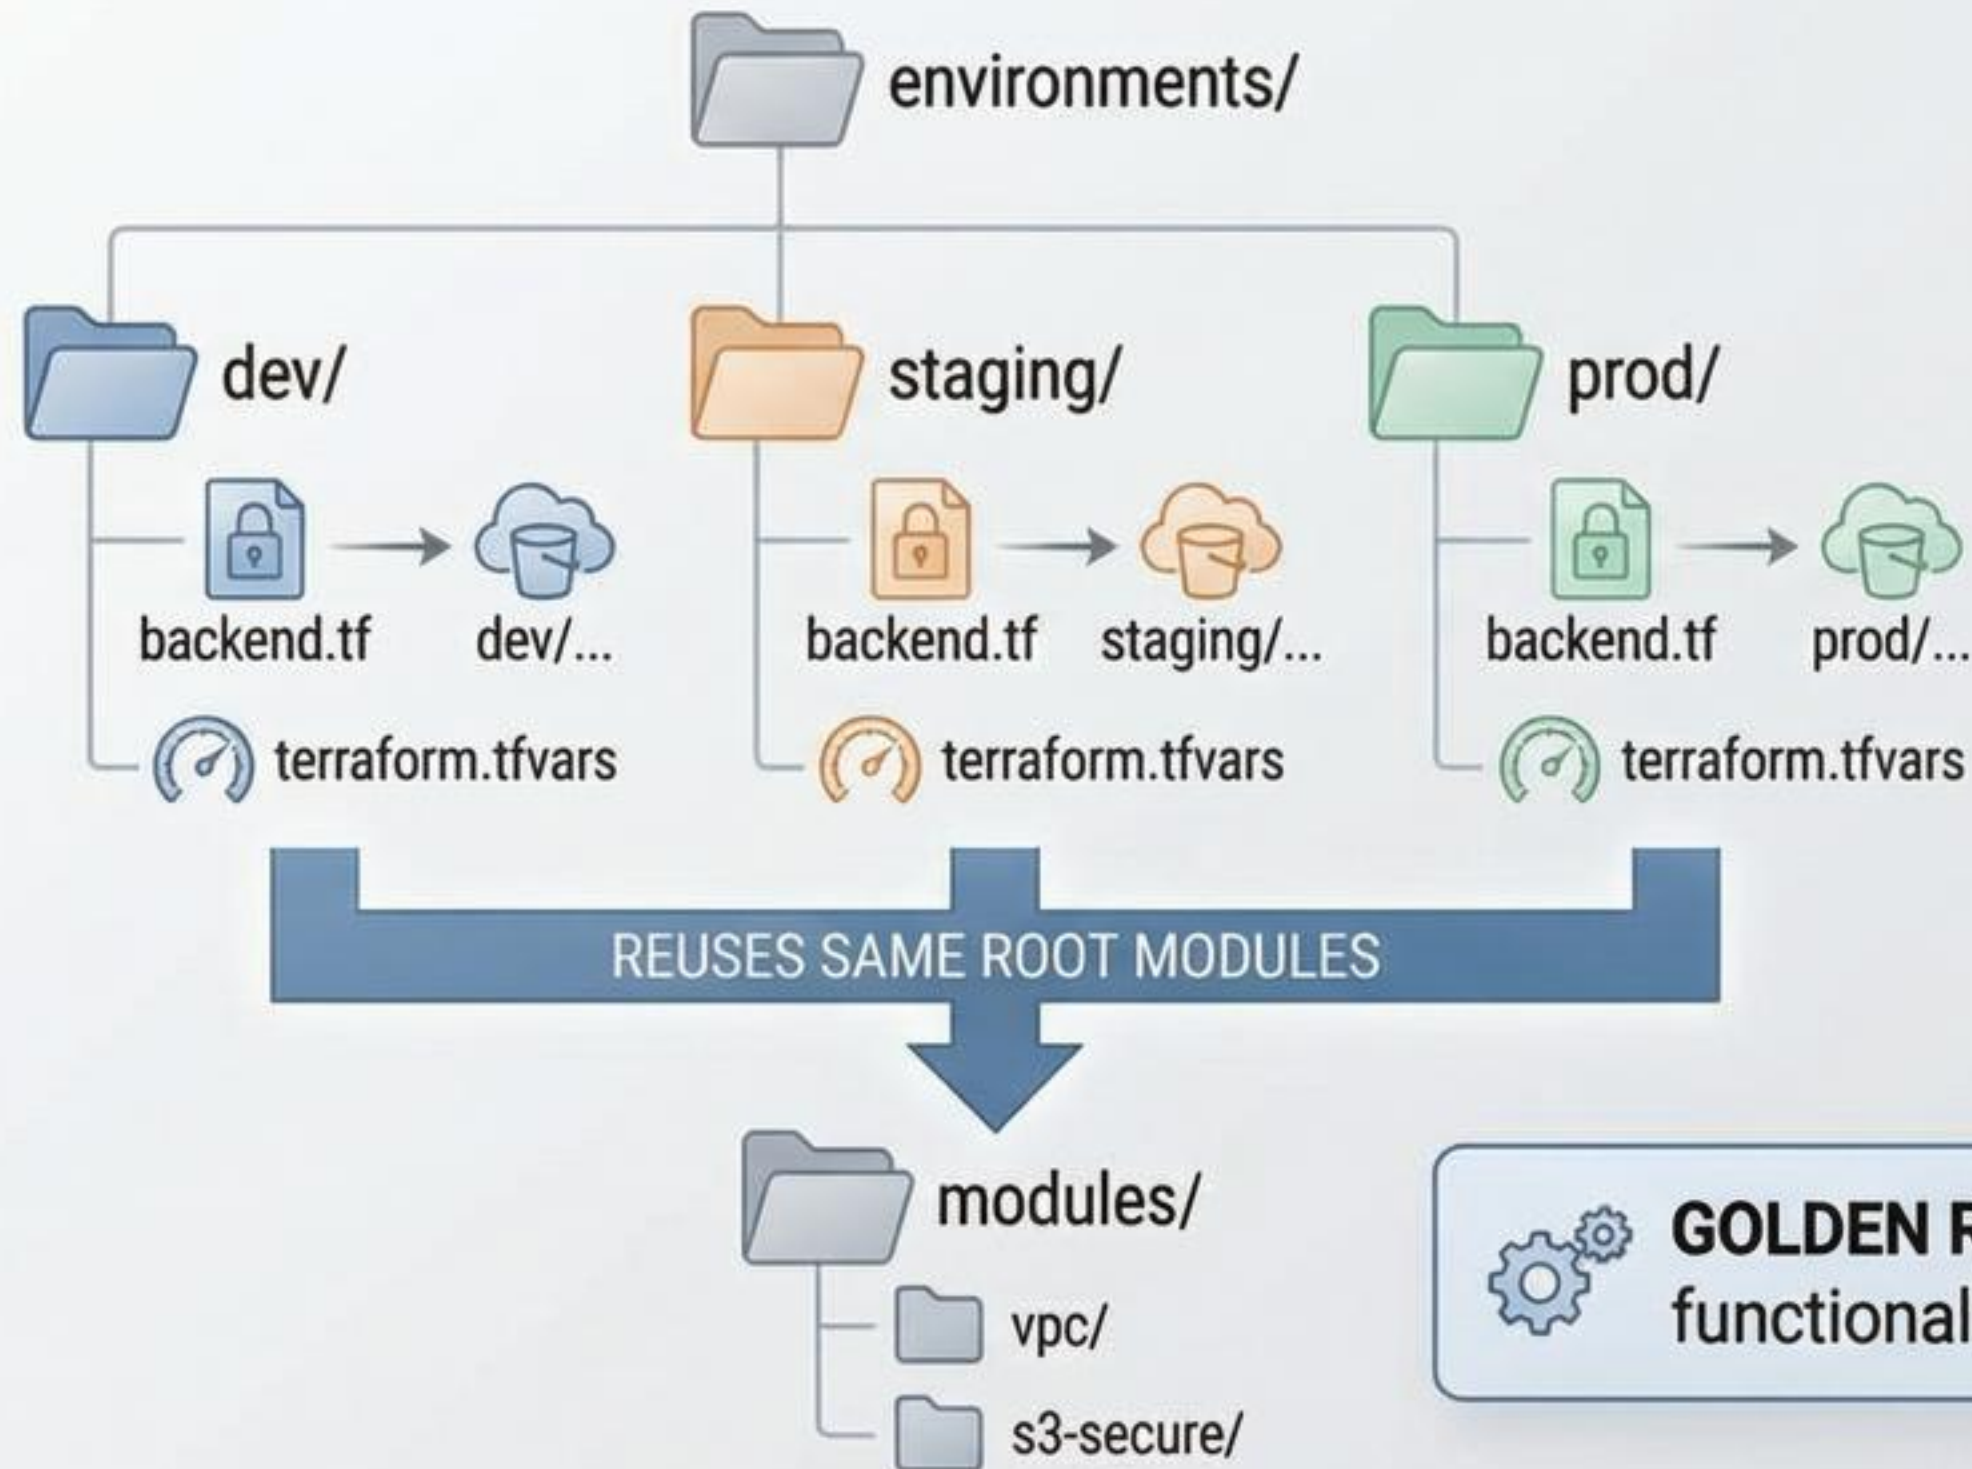 environments/
dev/
staging/
prod/
backend.tf
dev/...
backend.tf
staging/...
backend.tf
prod/...
terraform.tfvars
terraform.tfvars
terraform.tfvars
REUSES SAME ROOT MODULES
modules/
vpc/
s3-secure/
GOLDEN
functional